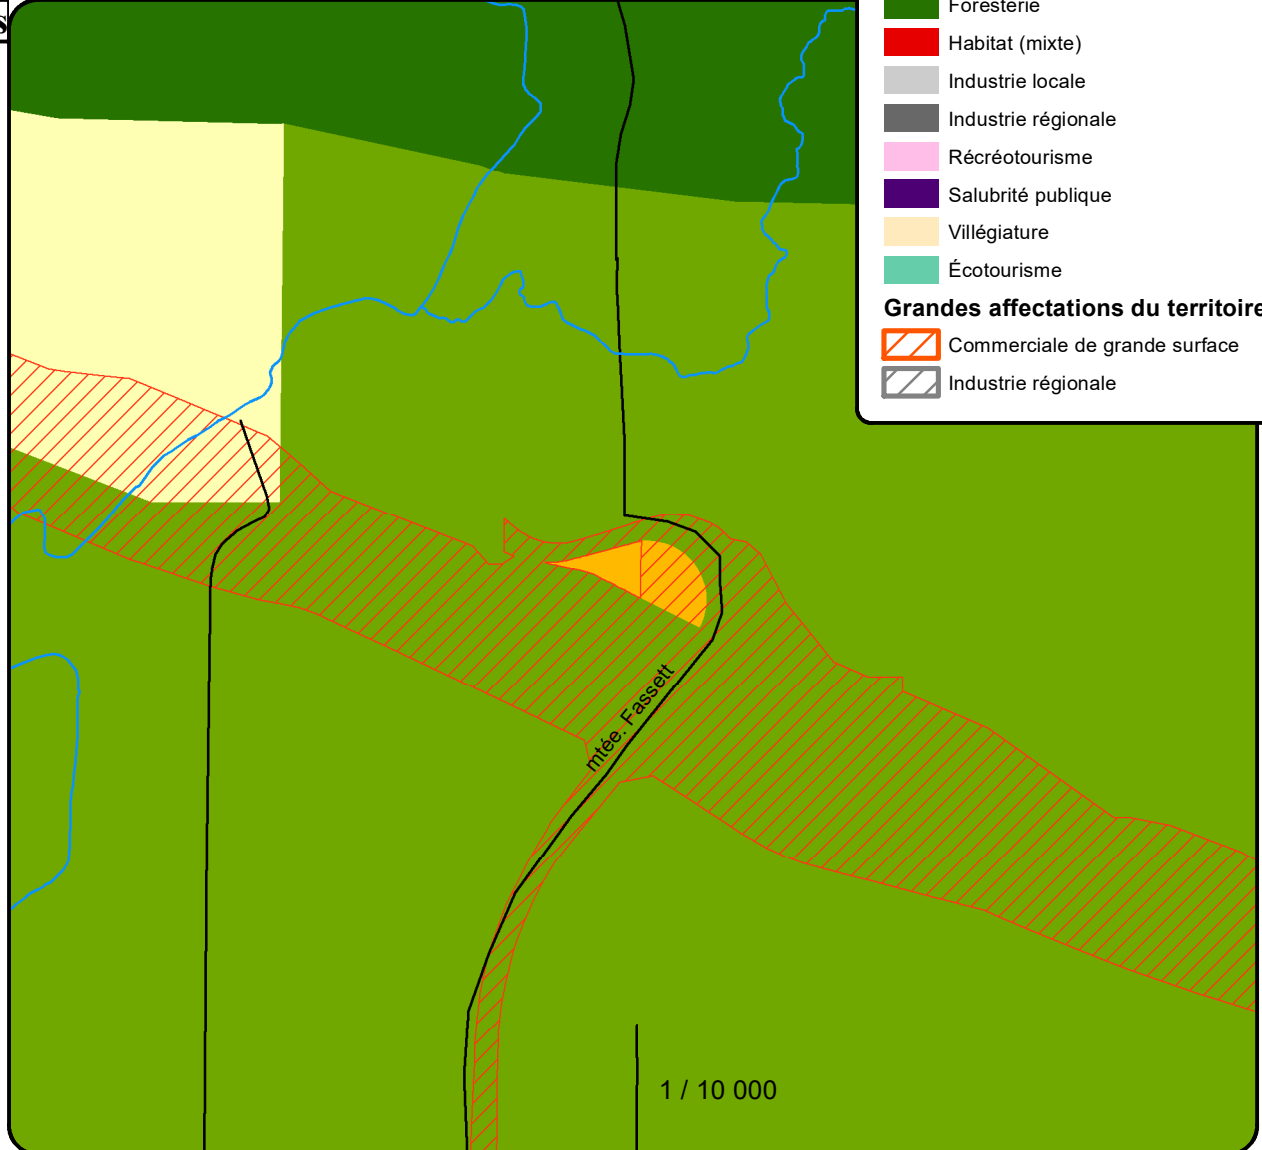 s
Foresterie
Habitat (mixte)
Industrie locale
Industrie régionale
Récréotourisme
Salubrité publique
Villégiature
Écotourisme
Grandes affectations du territoire
Commerciale de grande surface
Industrie régionale
mtée. Fassett
1 / 10 000